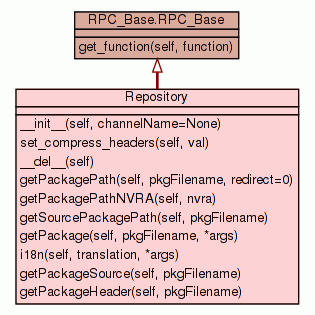 RPC_Base.RPC_Base
get_function(self, function)
Repository
__init__(self, channelName=None)
set_compress_headers(self, val)
__del__(self)
getPackagePath(self, pkgFilename, redirect=0)
getPackagePathNVRA(self, nvra)
getSourcePackagePath(self, pkgFilename)
getPackage(self, pkgFilename, *args)
i18n(self, translation, *args)
getPackageSource(self, pkgFilename)
getPackageHeader(self, pkgFilename)